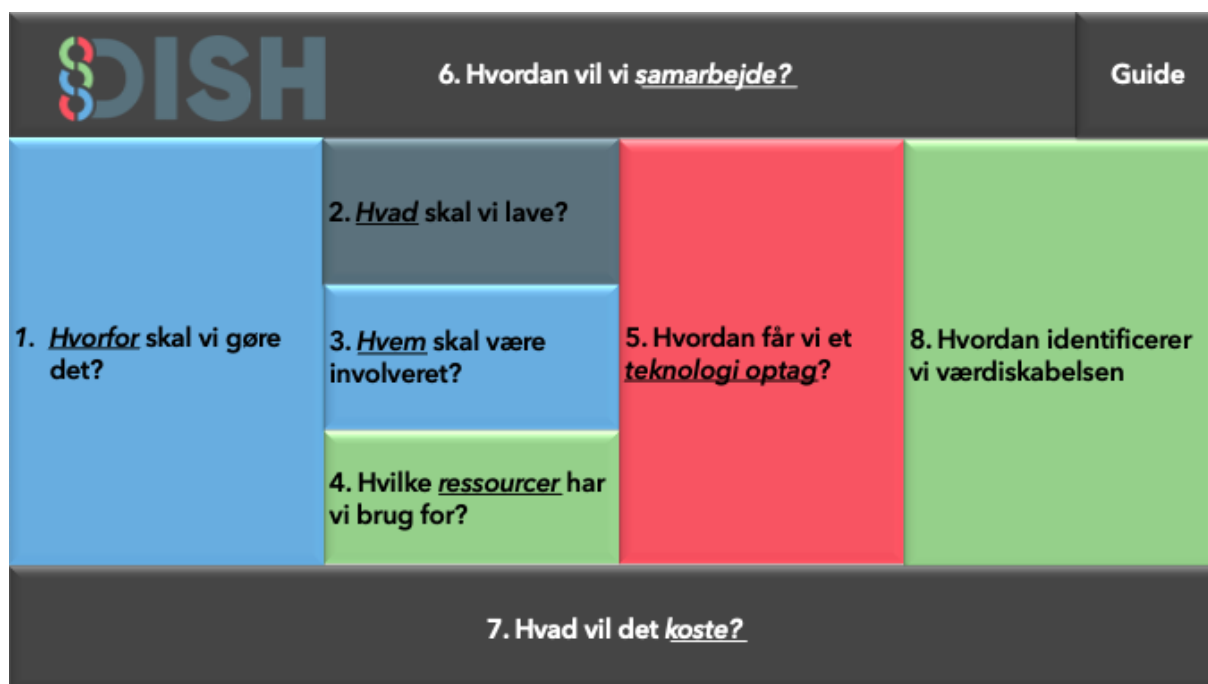 DISH
6. Hvordan vil vi samarbejde?
Guide
1. Hvorfor skal vi gøre
det?
2. Hvad skal vi lave?
3. Hvem skal være
involveret?
4. Hvilke ressourcer har
vi brug for?
5. Hvordan får vi et
teknologi optag?
8. Hvordan identificerer
vi værdiskabelsen
7. Hvad vil det koste?